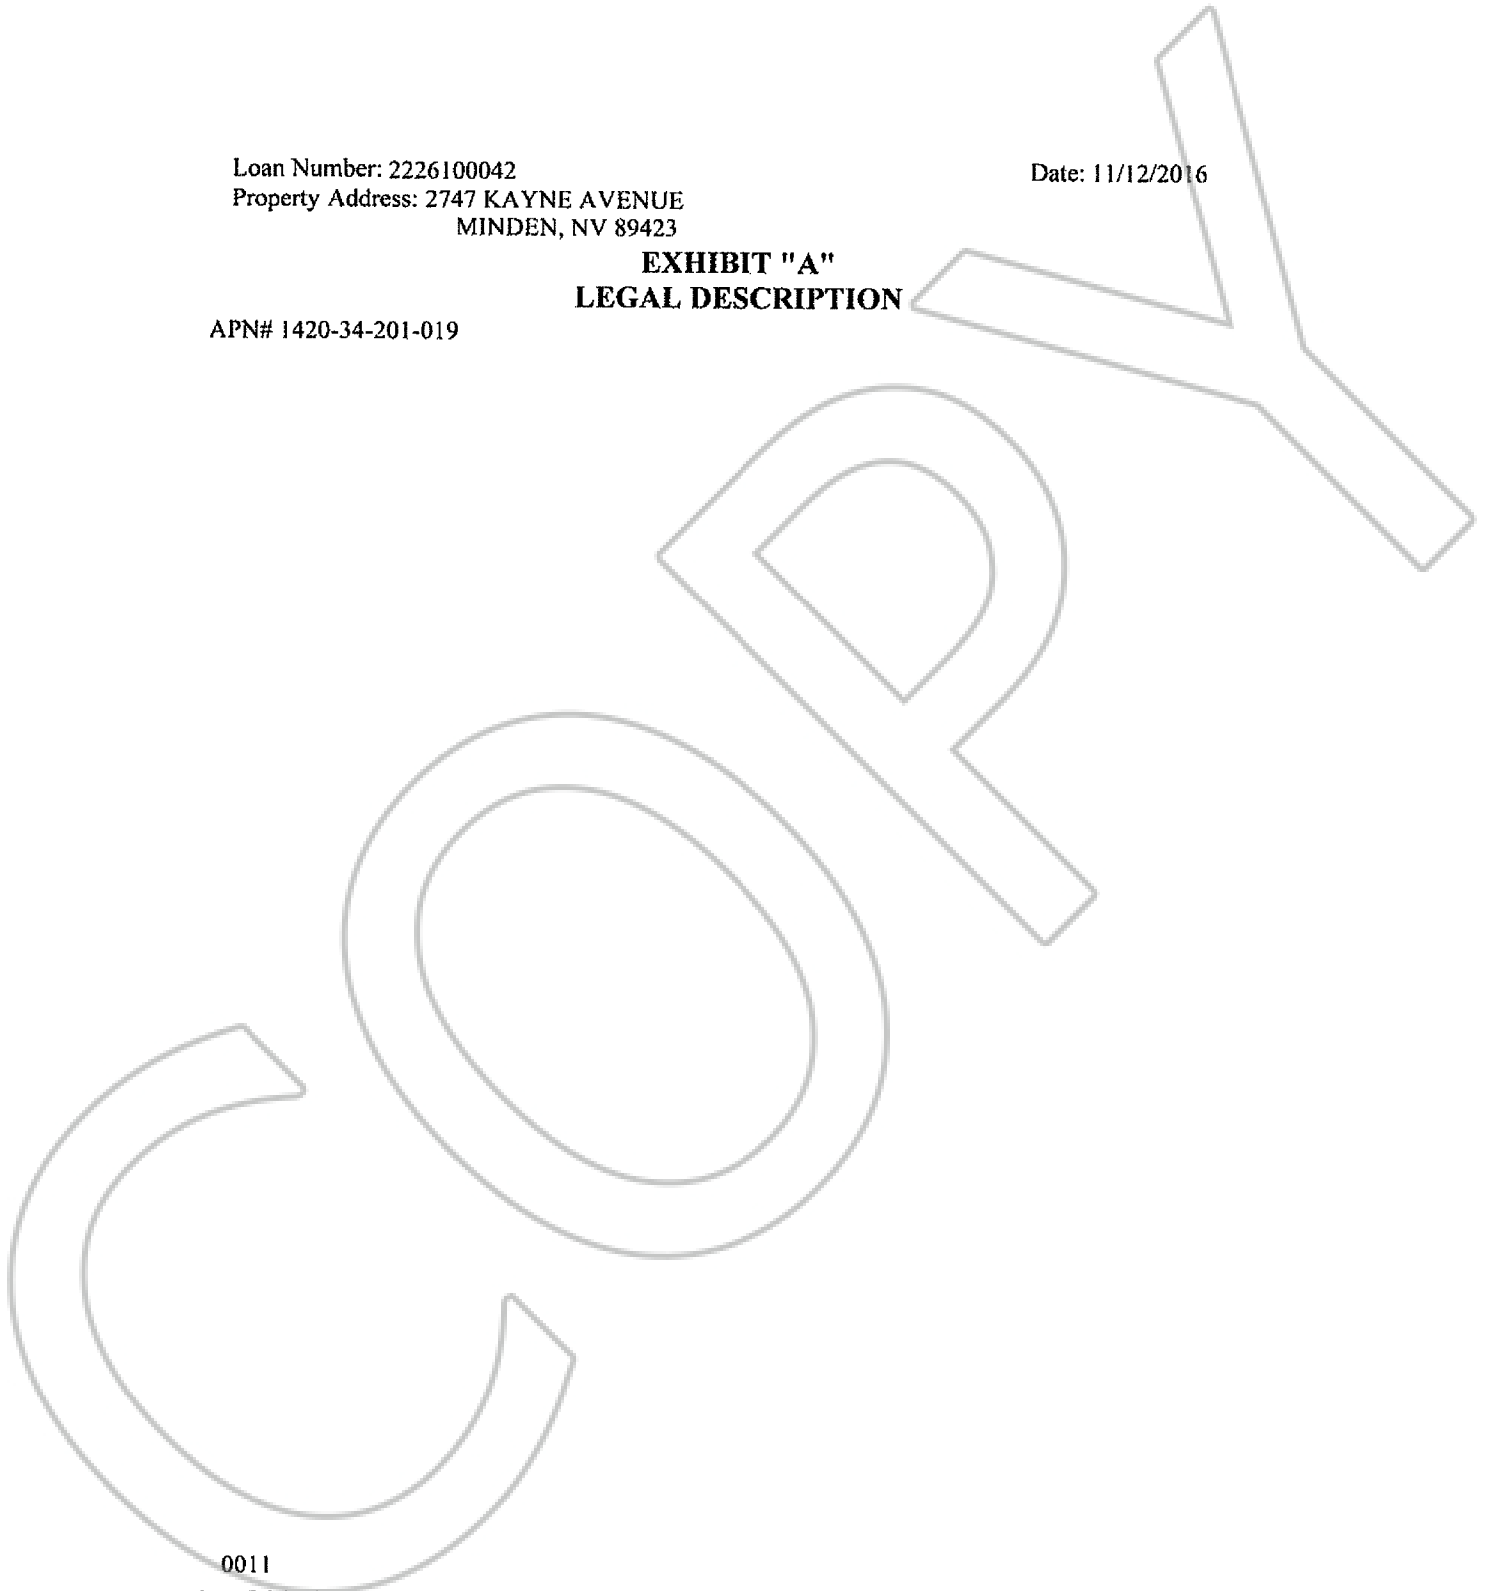 Loan Number: 2226100042
Date: 11/12/2016
Property Address: 2747 KAYNE AVENUE
MINDEN, NV 89423
EXHIBIT "A"
LEGAL DESCRIPTION
APN# 1420-34-201-019
COPY
0011